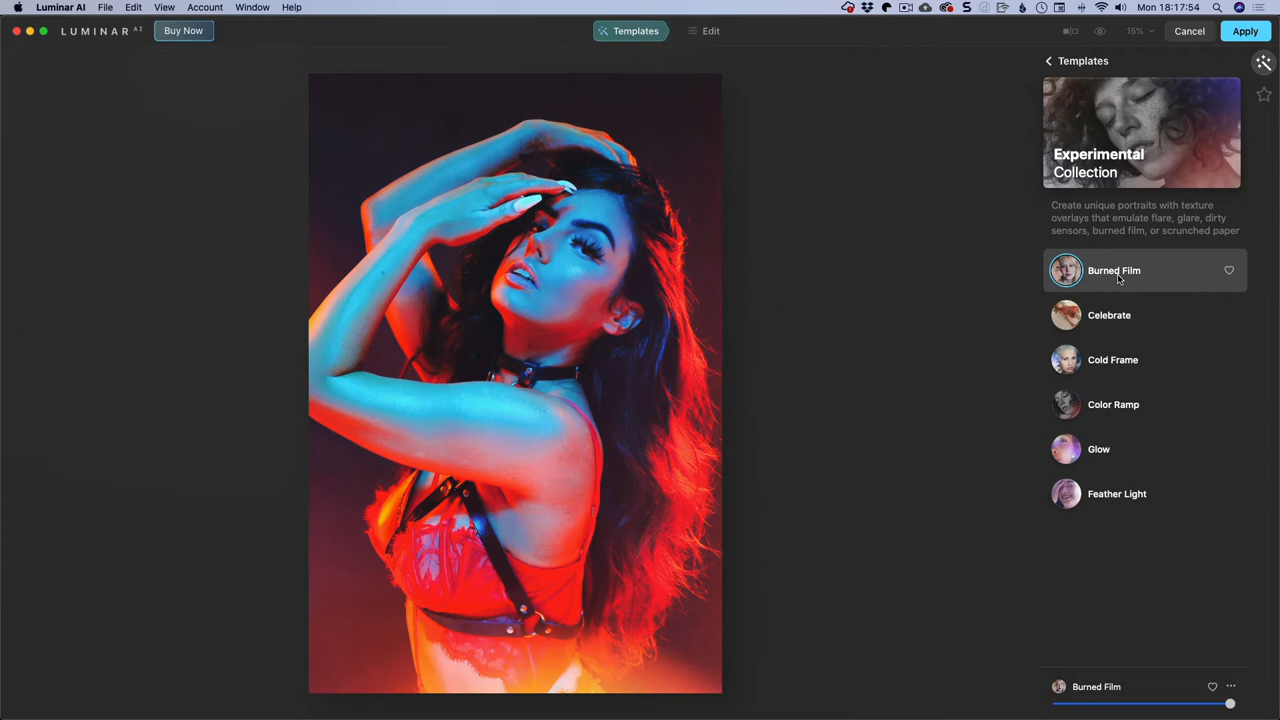 Luminar AI File Edit View Account Window Help
Mon 18:17:54
LUMINAR AI
Buy Now
Templates
Edit
15%
Cancel
Apply
Templates
Experimental
Collection
Create unique portraits with texture
overlays that emulate flare, glare, dirty
sensors, burned film, or scrunched paper
Burned Film
Celebrate
Cold Frame
Color Ramp
Glow
Feather Light
Burned Film